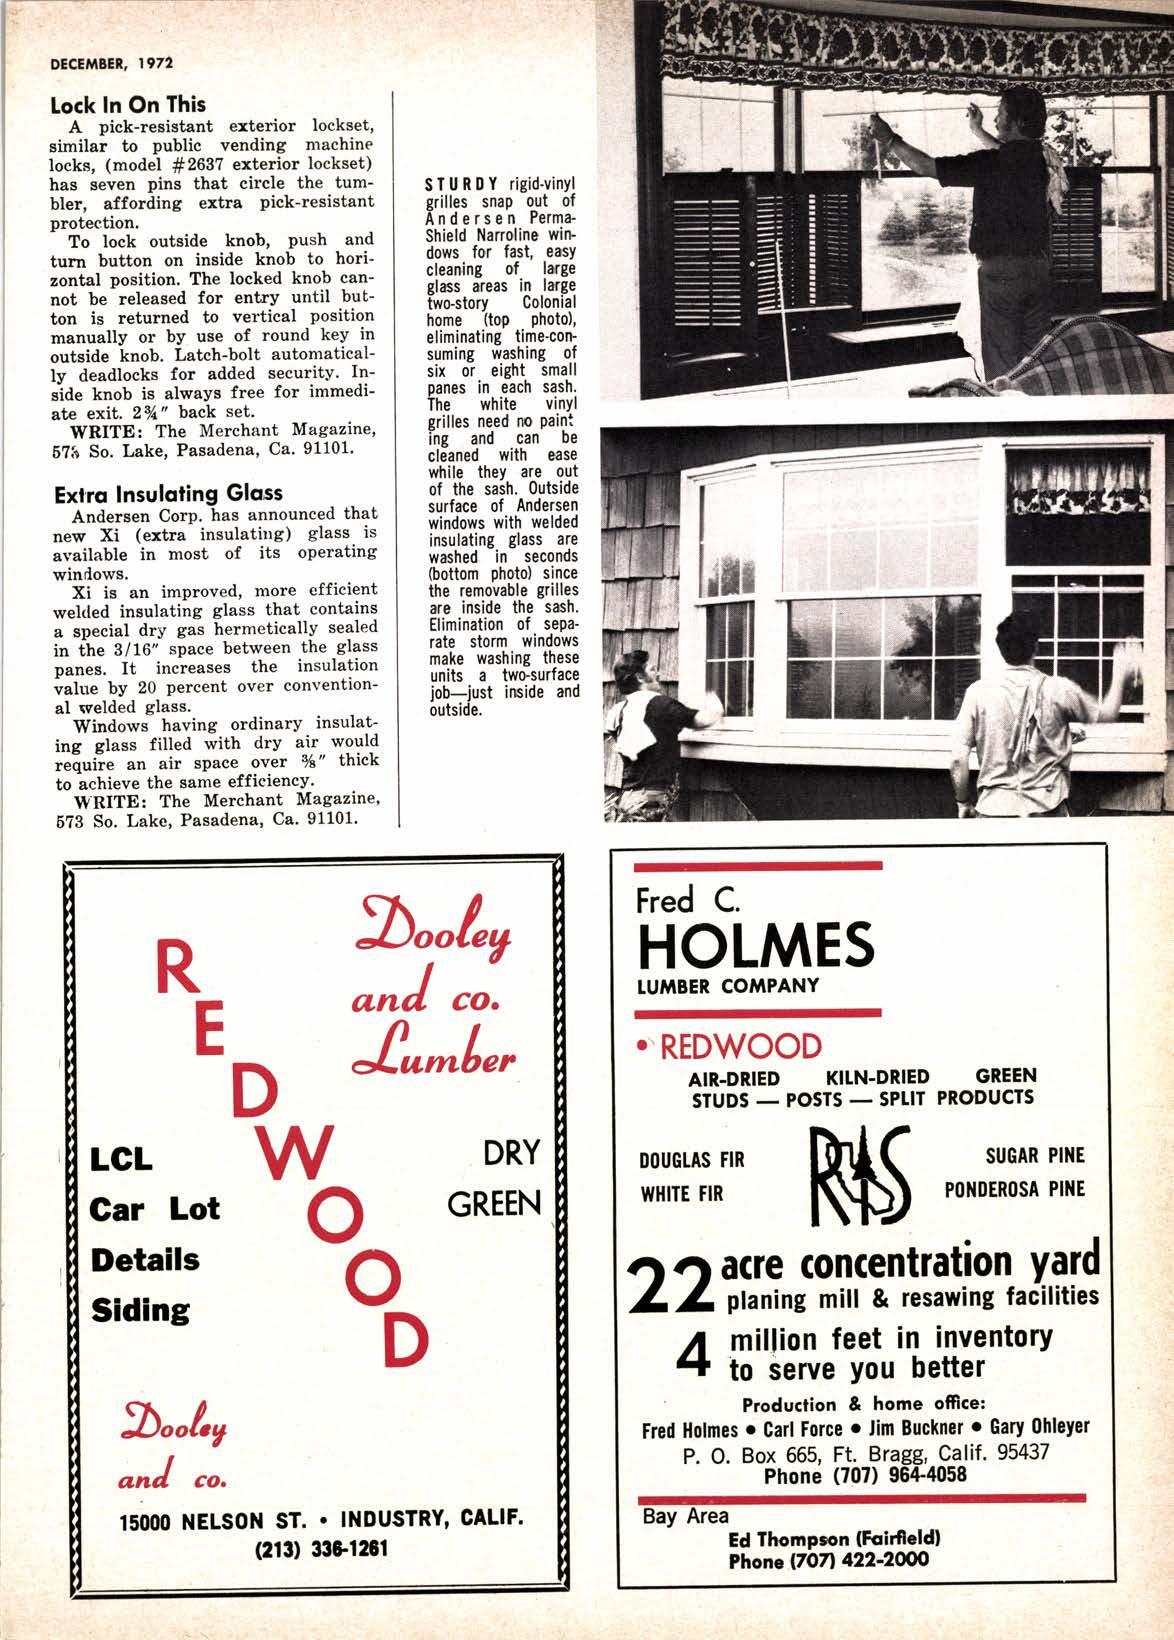 DECEMBER, 1972
Lock In On This
A pick-resistant exterior lockset,
similar to public vending machine
locks, (model #2637 exterior lockset)
has seven pins that circle the tum-
bler, affording extra pick-resistant
protection.
To lock outside knob, push and
turn button on inside knob to hori-
zontal position. The locked knob can-
not be released for entry until but-
ton is returned to vertical position
manually or by use of round key in
outside knob. Latch-bolt automatical-
ly deadlocks for added security. In-
side knob is always free for immedi-
ate exit. 2¾" back set.
WRITE: The Merchant Magazine,
573 So. Lake, Pasadena, Ca. 91101.
Extra Insulating Glass
Andersen Corp. has announced that
new Xi (extra insulating) glass is
available in most of its operating
windows.
Xi is an improved, more efficient
welded insulating glass that contains
a special dry gas hermetically sealed
in the 3/16" space between the glass
panes. It increases the insulation
value by 20 percent over convention-
al welded glass.
Windows having ordinary insulat-
ing glass filled with dry air would
require an air space over ⅜" thick
to achieve the same efficiency.
WRITE: The Merchant Magazine,
573 So. Lake, Pasadena, Ca. 91101.
STURDY rigid-vinyl
grilles snap out of
Andersen Perma-
Shield Narroline win-
dows for fast, easy
cleaning of large
glass areas in large
two-story Colonial
home (top photo),
eliminating time-con-
suming washing of
six or eight small
panes in each sash.
The white vinyl
grilles need no paint
ing and can be
cleaned with ease
while they are out
of the sash. Outside
surface of Andersen
windows with welded
insulating glass are
washed in seconds
(bottom photo) since
the removable grilles
are inside the sash.
Elimination of sepa-
rate storm windows
make washing these
units a two-surface
job—just inside and
outside.
Dooley
and co.
Lumber
REDWOOD
LCL
Car Lot
Details
Siding
DRY
GREEN
Dooley
and co.
15000 NELSON ST. • INDUSTRY, CALIF.
(213) 336-1261
Fred C.
HOLMES
LUMBER COMPANY
• REDWOOD
AIR-DRIED KILN-DRIED GREEN
STUDS — POSTS — SPLIT PRODUCTS
DOUGLAS FIR
WHITE FIR
RIS
SUGAR PINE
PONDEROSA PINE
22 acre concentration yard
planing mill & resawing facilities
4 million feet in inventory
to serve you better
Production & home office:
Fred Holmes • Carl Force • Jim Buckner • Gary Ohleyer
P. O. Box 665, Ft. Bragg, Calif. 95437
Phone (707) 964-4058
Bay Area
Ed Thompson (Fairfield)
Phone (707) 422-2000